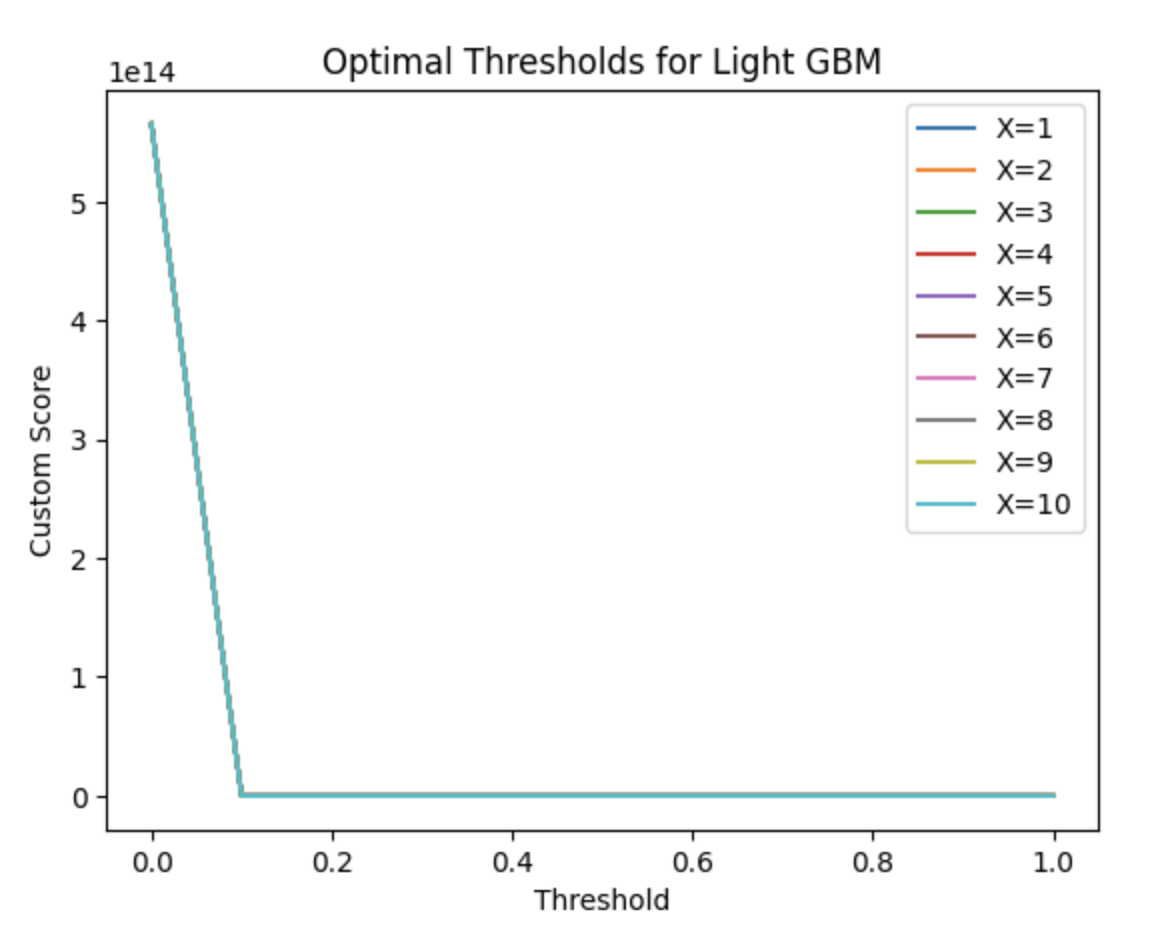 Optimal Thresholds for Light GBM
1e14
5
4
3
2
1
0
Custom Score
0.0 0.2 0.4 0.6 0.8 1.0
Threshold
X=1
X=2
X=3
X=4
X=5
X=6
X=7
X=8
X=9
X=10